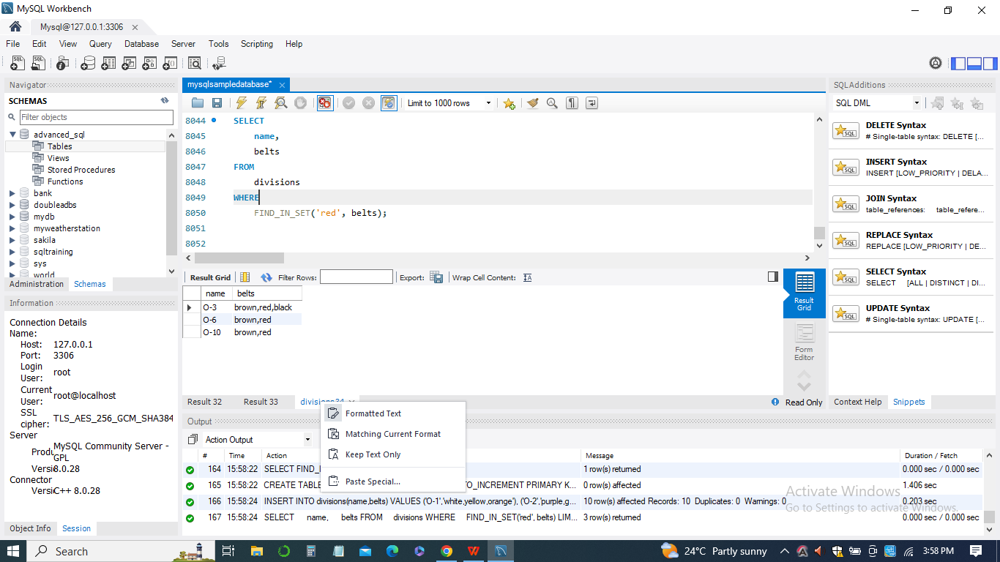 MySQL Workbench
Mysql@127.0.0.1:3306
File Edit View Query Database Server Tools Scripting Help
Navigator
SCHEMAS
Filter objects
advanced_sql
Tables
Views
Stored Procedures
Functions
bank
doubleadbs
mydb
myweatherstation
sakila
sqltraining
sys
world
Administration Schemas
Information
Connection Details
Name:
Host: 127.0.0.1
Port: 3306
Login User: root
Current User: root@localhost
SSL cipher: TLS_AES_256_GCM_SHA384
Server
Produ MySQL Community Server - GPL
Versi 8.0.28
Connector
Versi C++ 8.0.28
Object Info Session
mysqlsampledatabase*
Limit to 1000 rows
8044 SELECT
8045 name,
8046 belts
8047 FROM
8048 divisions
8049 WHERE
8050 FIND_IN_SET('red', belts);
8051
8052
Result Grid Filter Rows: Export: Wrap Cell Content:
name belts
O-3 brown,red,black
O-6 brown,red
O-10 brown,red
Result Grid
Form Editor
Result 32 Result 33 divisions34 Read Only
Formatted Text
Matching Current Format
Keep Text Only
Paste Special...
Output
Action Output
# Time Action Message Duration / Fetch
164 15:58:22 SELECT FIND_I 1 row(s) returned 0.000 sec / 0.000 sec
165 15:58:22 CREATE TABLE TO_INCREMENT PRIMARY K... 0 row(s) affected 1.406 sec
166 15:58:24 INSERT INTO divisions(name,belts) VALUES ('O-1','white,yellow,orange'), ('O-2','purple,g... 10 row(s) affected Records: 10 Duplicates: 0 Warnings: 0 0.203 sec
167 15:58:24 SELECT name, belts FROM divisions WHERE FIND_IN_SET('red', belts) LIM... 3 row(s) returned 0.000 sec / 0.000 sec
SQLAdditions
SQL DML
DELETE Syntax
# Single-table syntax: DELETE [...
INSERT Syntax
INSERT [LOW_PRIORITY | DELA...
JOIN Syntax
table_references: table_refere...
REPLACE Syntax
REPLACE [LOW_PRIORITY | DE...
SELECT Syntax
SELECT [ALL | DISTINCT | DI...
UPDATE Syntax
# Single-table syntax: UPDATE [...
Context Help Snippets
Activate Windows
Go to Settings to activate Windows.
Search
24°C Partly sunny
3:58 PM